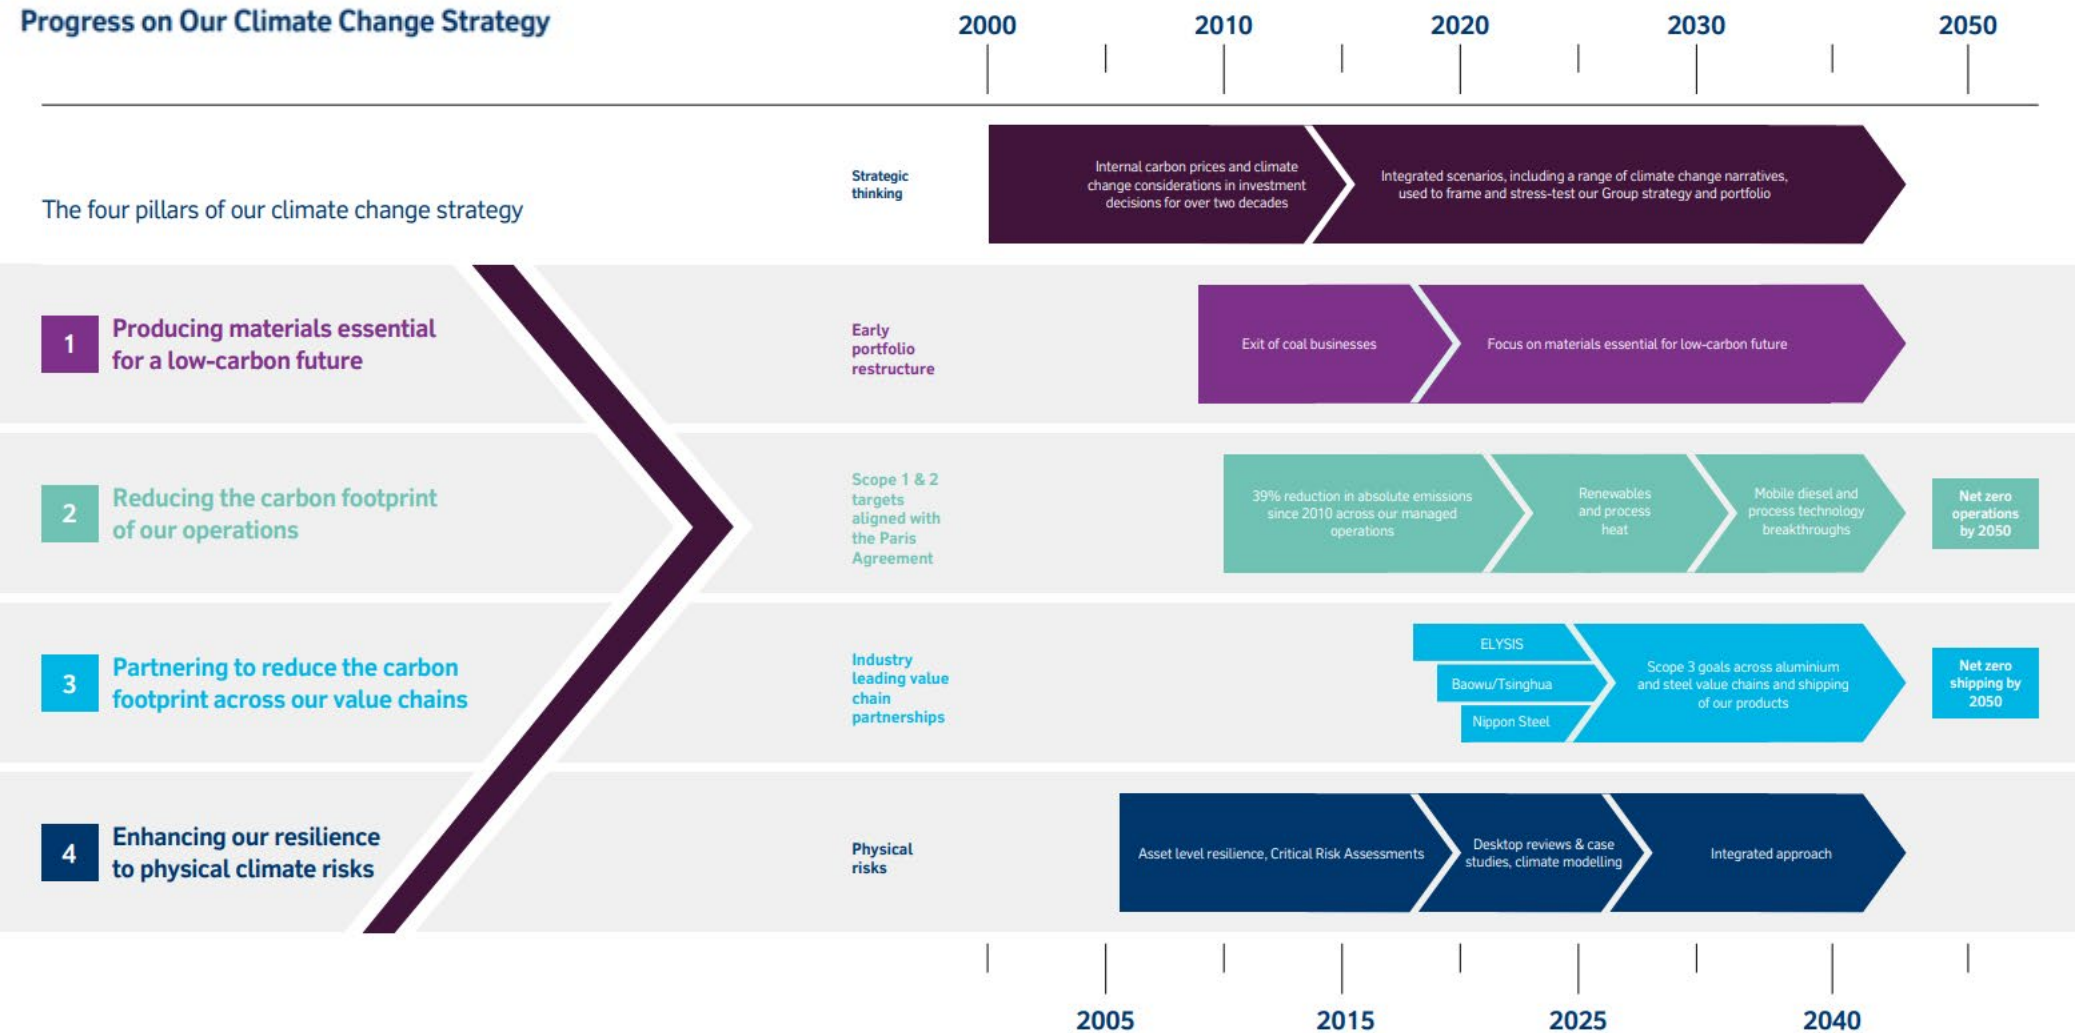 Progress on Our Climate Change Strategy
2000
2010
2020
2030
2050
The four pillars of our climate change strategy
Strategic
thinking
Internal carbon prices and climate
change considerations in investment
decisions for over two decades
Integrated scenarios, including a range of climate change narratives,
used to frame and stress-test our Group strategy and portfolio
1
Producing materials essential
for a low-carbon future
Early
portfolio
restructure
Exit of coal businesses
Focus on materials essential for low-carbon future
2
Reducing the carbon footprint
of our operations
Scope 1 & 2
targets
aligned with
the Paris
Agreement
39% reduction in absolute emissions
since 2010 across our managed
operations
Renewables
and process
heat
Mobile diesel and
process technology
breakthroughs
Net zero
operations
by 2050
3
Partnering to reduce the carbon
footprint across our value chains
Industry
leading value
chain
partnerships
ELYSIS
Baowu/Tsinghua
Nippon Steel
Scope 3 goals across aluminium
and steel value chains and shipping
of our products
Net zero
shipping by
2050
4
Enhancing our resilience
to physical climate risks
Physical
risks
Asset level resilience, Critical Risk Assessments
Desktop reviews & case
studies, climate modelling
Integrated approach
2005
2015
2025
2040